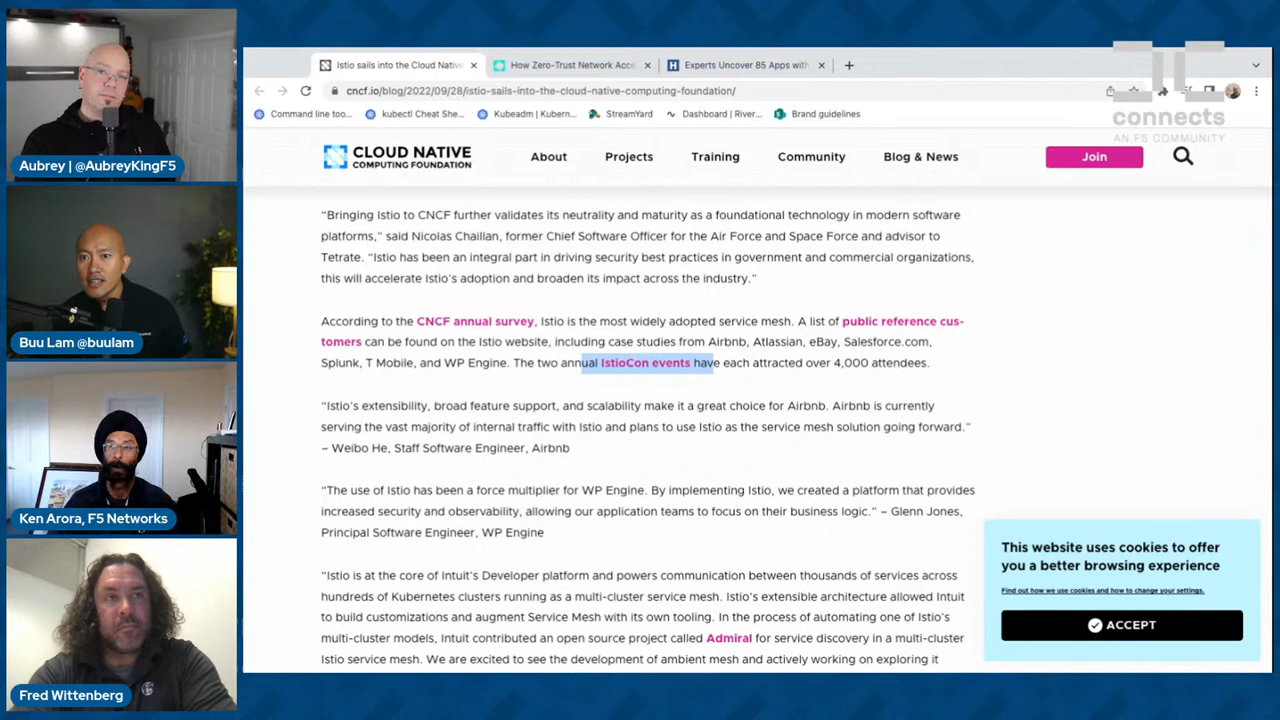 Aubrey | @AubreyKingF5
Buu Lam @buulam
Ken Arora, F5 Networks
Fred Wittenberg
Istio sails into the Cloud Native
How Zero-Trust Network Acce
Experts Uncover 85 Apps with
cncf.io/blog/2022/09/28/istio-sails-into-the-cloud-native-computing-foundation/
Command line too...
kubectl Cheat She...
Kubeadm | Kubern...
StreamYard
Dashboard | River...
Brand guidelines
connects
AN F5 COMMUNITY
CLOUD NATIVE
COMPUTING FOUNDATION
About
Projects
Training
Community
Blog & News
Join
“Bringing Istio to CNCF further validates its neutrality and maturity as a foundational technology in modern software
platforms,” said Nicolas Chaillan, former Chief Software Officer for the Air Force and Space Force and advisor to
Tetrate. “Istio has been an integral part in driving security best practices in government and commercial organizations,
this will accelerate Istio’s adoption and broaden its impact across the industry.”
According to the CNCF annual survey, Istio is the most widely adopted service mesh. A list of public reference cus-
tomers can be found on the Istio website, including case studies from Airbnb, Atlassian, eBay, Salesforce.com,
Splunk, T Mobile, and WP Engine. The two annual IstioCon events have each attracted over 4,000 attendees.
“Istio’s extensibility, broad feature support, and scalability make it a great choice for Airbnb. Airbnb is currently
serving the vast majority of internal traffic with Istio and plans to use Istio as the service mesh solution going forward.”
– Weibo He, Staff Software Engineer, Airbnb
“The use of Istio has been a force multiplier for WP Engine. By implementing Istio, we created a platform that provides
increased security and observability, allowing our application teams to focus on their business logic.” – Glenn Jones,
Principal Software Engineer, WP Engine
“Istio is at the core of Intuit’s Developer platform and powers communication between thousands of services across
hundreds of Kubernetes clusters running as a multi-cluster service mesh. Istio’s extensible architecture allowed Intuit
to build customizations and augment Service Mesh with its own tooling. In the process of automating one of Istio’s
multi-cluster models, Intuit contributed an open source project called Admiral for service discovery in a multi-cluster
Istio service mesh. We are excited to see the development of ambient mesh and actively working on exploring it
This website uses cookies to offer
you a better browsing experience
Find out how we use cookies and how to change your settings.
ACCEPT